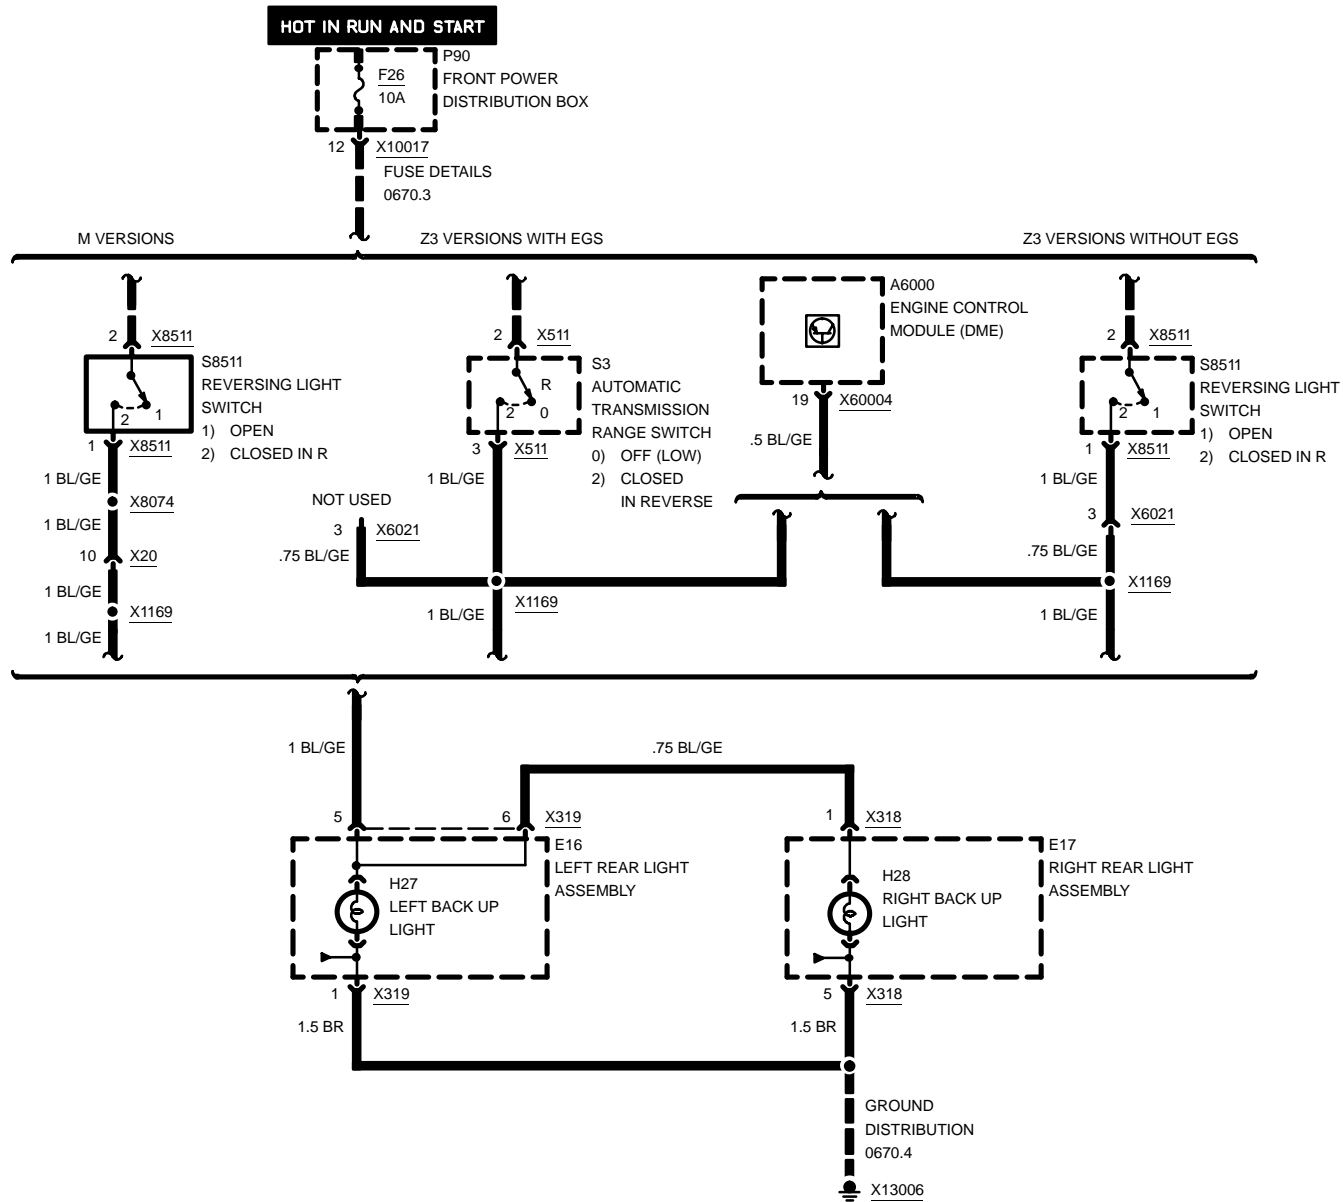 HOT IN RUN AND START
P90
FRONT POWER
DISTRIBUTION BOX
F26
10A
12 X10017
FUSE DETAILS
0670.3
M VERSIONS
Z3 VERSIONS WITH EGS
Z3 VERSIONS WITHOUT EGS
2 X8511
S8511
REVERSING LIGHT
SWITCH
1) OPEN
2) CLOSED IN R
2 1
1 X8511
1 BL/GE
X8074
1 BL/GE
10 X20
1 BL/GE
X1169
1 BL/GE
2 X511
S3
AUTOMATIC
TRANSMISSION
RANGE SWITCH
0) OFF (LOW)
2) CLOSED
IN REVERSE
R
2 0
3 X511
1 BL/GE
NOT USED
3 X6021
.75 BL/GE
X1169
1 BL/GE
A6000
ENGINE CONTROL
MODULE (DME)
19 X60004
.5 BL/GE
2 X8511
S8511
REVERSING LIGHT
SWITCH
1) OPEN
2) CLOSED IN R
2 1
1 X8511
1 BL/GE
3 X6021
.75 BL/GE
X1169
1 BL/GE
1 BL/GE
.75 BL/GE
5
6 X319
E16
LEFT REAR LIGHT
ASSEMBLY
H27
LEFT BACK UP
LIGHT
1 X319
1.5 BR
1 X318
E17
RIGHT REAR LIGHT
ASSEMBLY
H28
RIGHT BACK UP
LIGHT
5 X318
1.5 BR
GROUND
DISTRIBUTION
0670.4
X13006